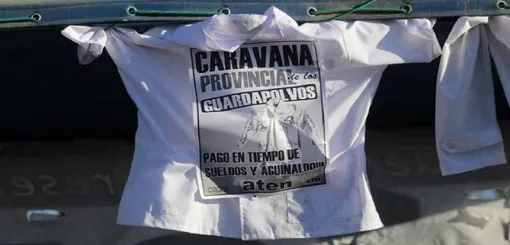 CARAVANA
PROVINCIAL de los
GUARDAPOLVOS
PAGO EN TIEMPO DE
SUELDOS Y AGUINALDO!!!
aten